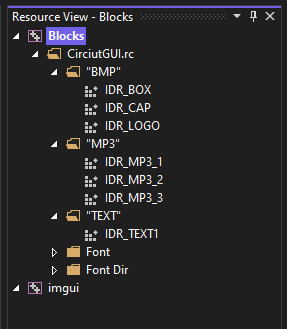 Resource View - Blocks
Blocks
CirciutGUI.rc
"BMP"
IDR_BOX
IDR_CAP
IDR_LOGO
"MP3"
IDR_MP3_1
IDR_MP3_2
IDR_MP3_3
"TEXT"
IDR_TEXT1
Font
Font Dir
imgui